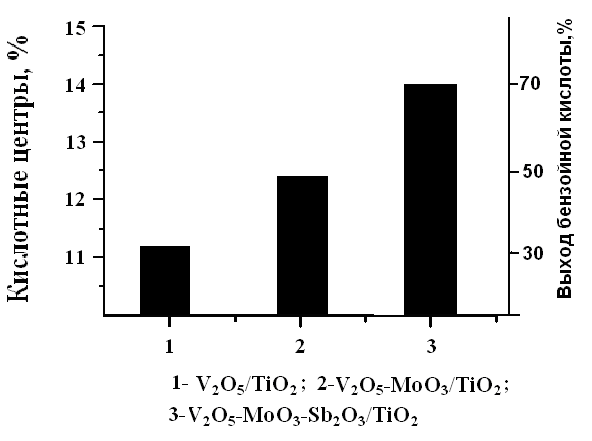 Кислотные центры, %
15
14
13
12
11
70
50
30
Выход бензойной кислоты,%
1
2
3
1- V₂O₅/TiO₂; 2-V₂O₅-MoO₃/TiO₂;
3-V₂O₅-MoO₃-Sb₂O₃/TiO₂